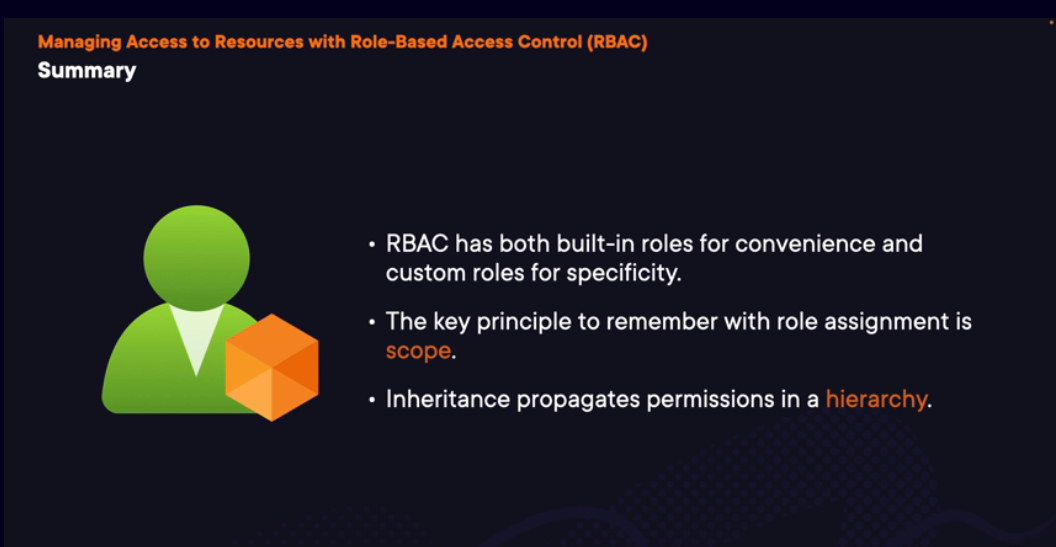 Managing Access to Resources with Role-Based Access Control (RBAC)
Summary
• RBAC has both built-in roles for convenience and
custom roles for specificity.
• The key principle to remember with role assignment is
scope.
• Inheritance propagates permissions in a hierarchy.